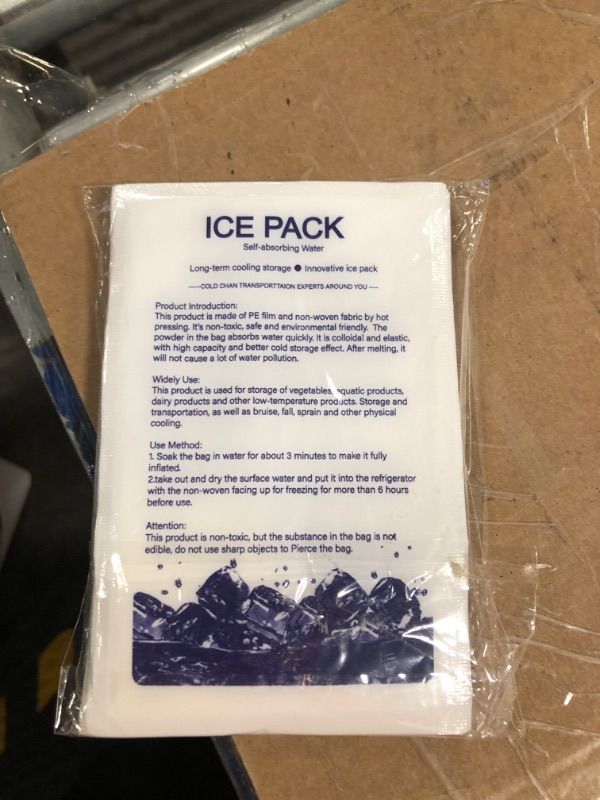 ICE PACK
Self-absorbing Water
Long-term cooling storage ● Innovative ice pack
-----COLD CHAN TRANSPORTTAION EXPERTS AROUND YOU ----
Product Introduction:
This product is made of PE film and non-woven fabric by hot
pressing. It's non-toxic, safe and environmental friendly. The
powder in the bag absorbs water quickly. It is colloidal and elastic,
with high capacity and better cold storage effect. After melting, it
will not cause a lot of water pollution.
Widely Use:
This product is used for storage of vegetables, aquatic products,
dairy products and other low-temperature products. Storage and
transportation, as well as bruise, fall, sprain and other physical
cooling.
Use Method:
1. Soak the bag in water for about 3 minutes to make it fully
inflated.
2.take out and dry the surface water and put it into the refrigerator
with the non-woven facing up for freezing for more than 6 hours
before use.
Attention:
This product is non-toxic, but the substance in the bag is not
edible, do not use sharp objects to Pierce the bag.